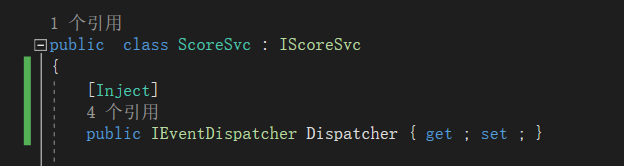 1 个引用
public class ScoreSvc : IScoreSvc
{
[Inject]
4 个引用
public IEventDispatcher Dispatcher { get ; set ; }